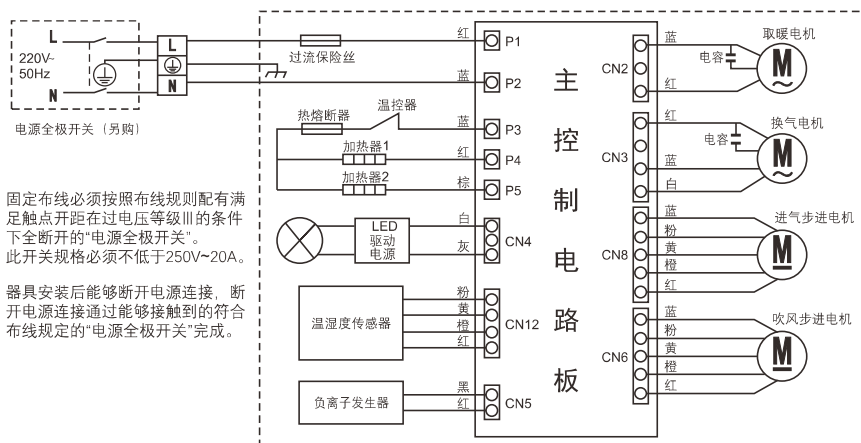 L
220V~
50Hz
N
L
N
电源全极开关（另购）
固定布线必须按照布线规则配有满
足触点开距在过电压等级Ⅲ的条件
下全断开的“电源全极开关”。
此开关规格必须不低于250V~20A。
器具安装后能够断开电源连接，断
开电源连接通过能够接触到的符合
布线规定的“电源全极开关”完成。
过流保险丝
红
P1
蓝
P2
热熔断器
温控器
蓝
P3
加热器1
红
P4
加热器2
棕
P5
LED
驱动
电源
白
灰
CN4
温湿度传感器
粉
黄
橙
红
CN12
负离子发生器
黑
红
CN5
主
控
制
电
路
板
CN2
蓝
红
电容
取暖电机
M
~
CN3
红
蓝
白
电容
换气电机
M
~
CN8
蓝
粉
黄
橙
红
进气步进电机
M
CN6
蓝
粉
黄
橙
红
吹风步进电机
M